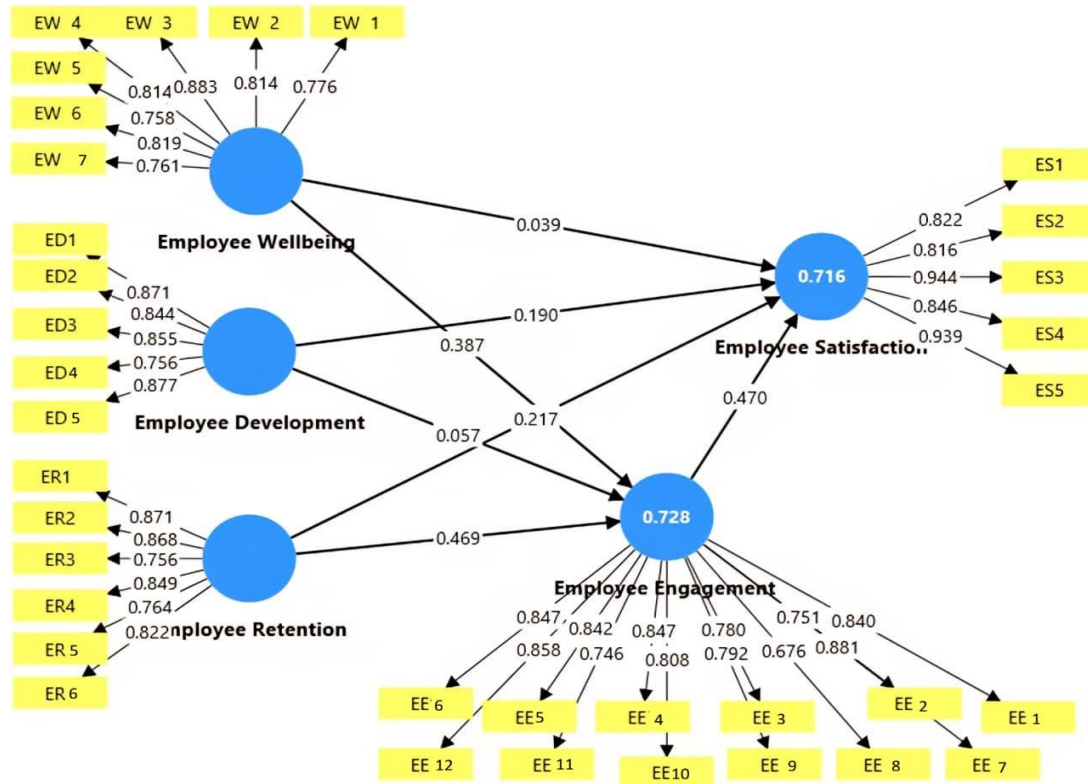 EW 4
EW 3
EW 2
EW 1
EW 5
EW 6
EW 7
0.814
0.883
0.814
0.776
0.758
0.819
0.761
Employee Wellbeing
ED1
ED2
ED3
ED4
ED 5
0.871
0.844
0.855
0.756
0.877
Employee Development
ER1
ER2
ER3
ER4
ER 5
ER 6
0.871
0.868
0.756
0.849
0.764
0.822
mployee Retention
0.039
0.190
0.387
0.217
0.057
0.469
0.470
0.716
Employee Satisfaction
ES1
ES2
ES3
ES4
ES5
0.822
0.816
0.944
0.846
0.939
0.728
Employee Engagement
0.847
0.842
0.847
0.780
0.751
0.840
0.858
0.746
0.808
0.792
0.676
0.881
EE 6
EE 5
EE 4
EE 3
EE 2
EE 1
EE 12
EE 11
EE10
EE 9
EE 8
EE 7